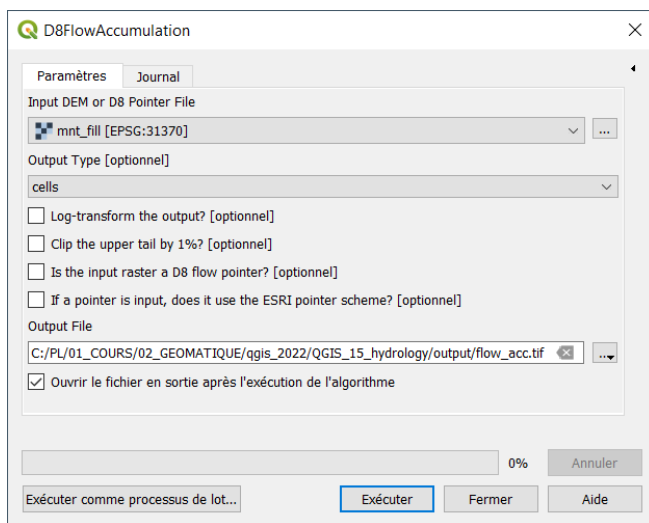 D8FlowAccumulation
Paramètres Journal
Input DEM or D8 Pointer File
mnt_fill [EPSG:31370]
...
Output Type [optionnel]
cells
Log-transform the output? [optionnel]
Clip the upper tail by 1%? [optionnel]
Is the input raster a D8 flow pointer? [optionnel]
If a pointer is input, does it use the ESRI pointer scheme? [optionnel]
Output File
C:/PL/01_COURS/02_GEOMATIQUE/qgis_2022/QGIS_15_hydrology/output/flow_acc.tif
...
Ouvrir le fichier en sortie après l'exécution de l'algorithme
0% Annuler
Exécuter comme processus de lot... Exécuter Fermer Aide